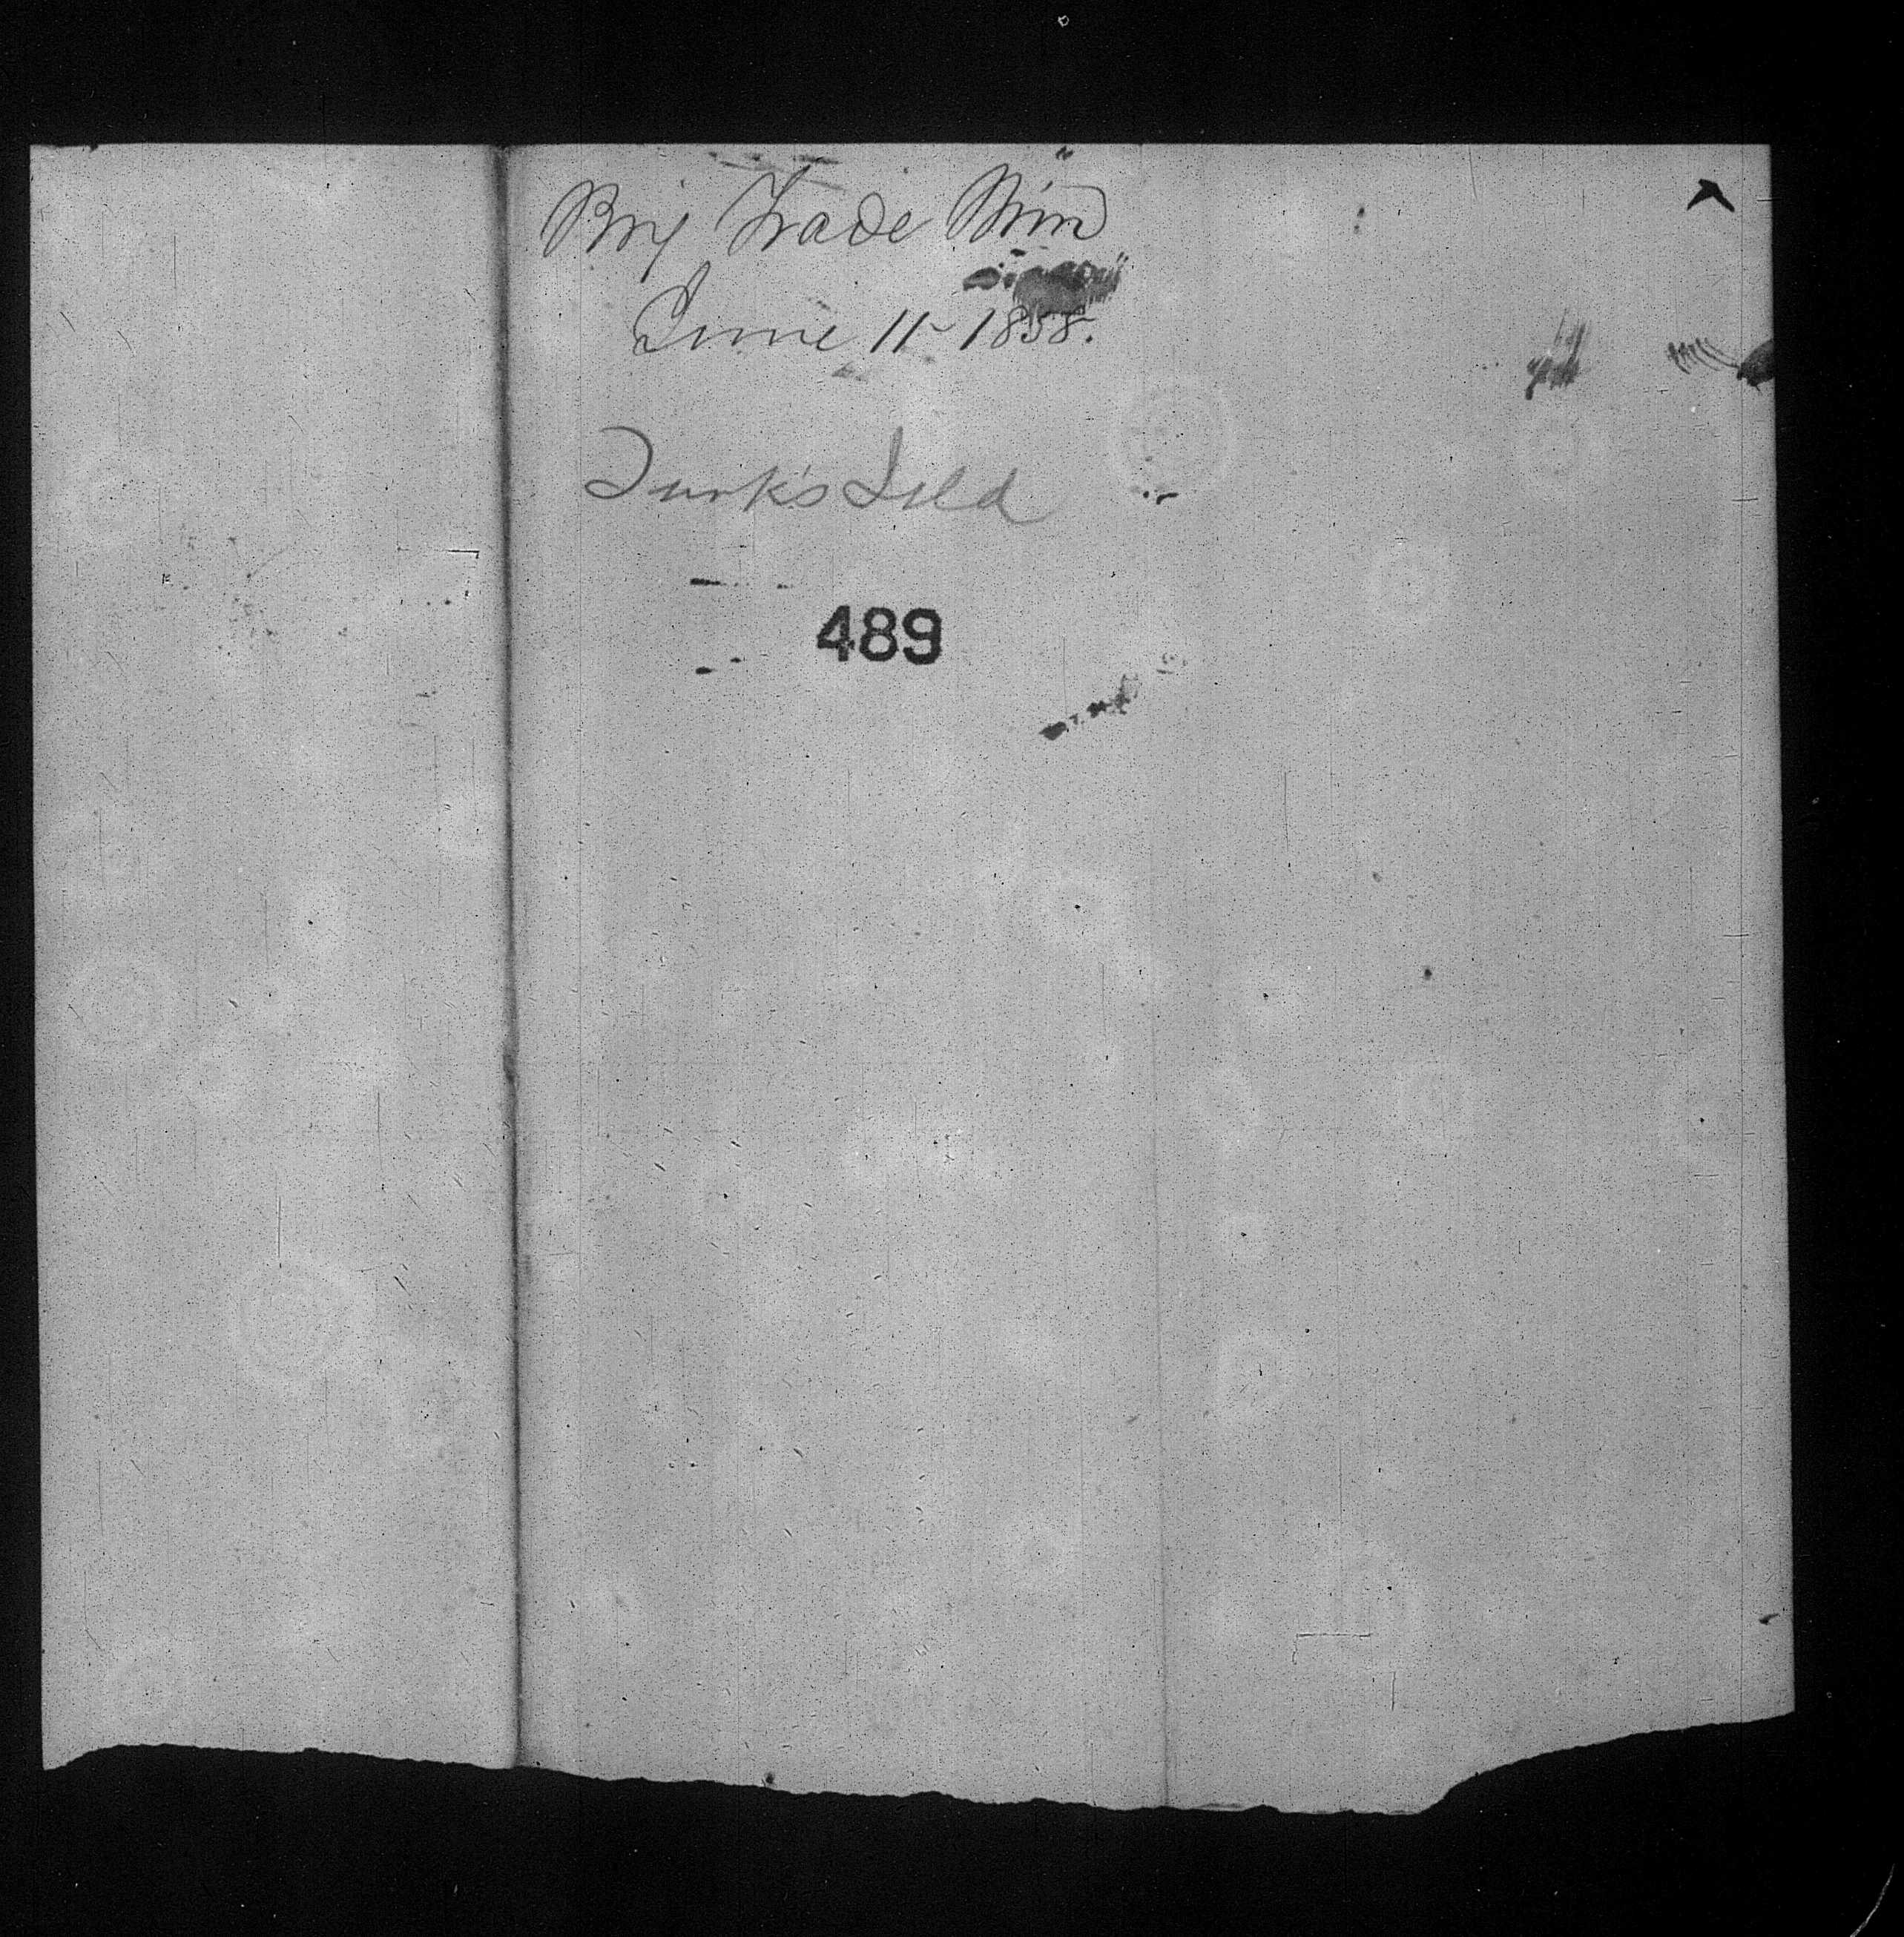 Brig Trade Wind
June 11 - 1858.
Turk's Isld
489